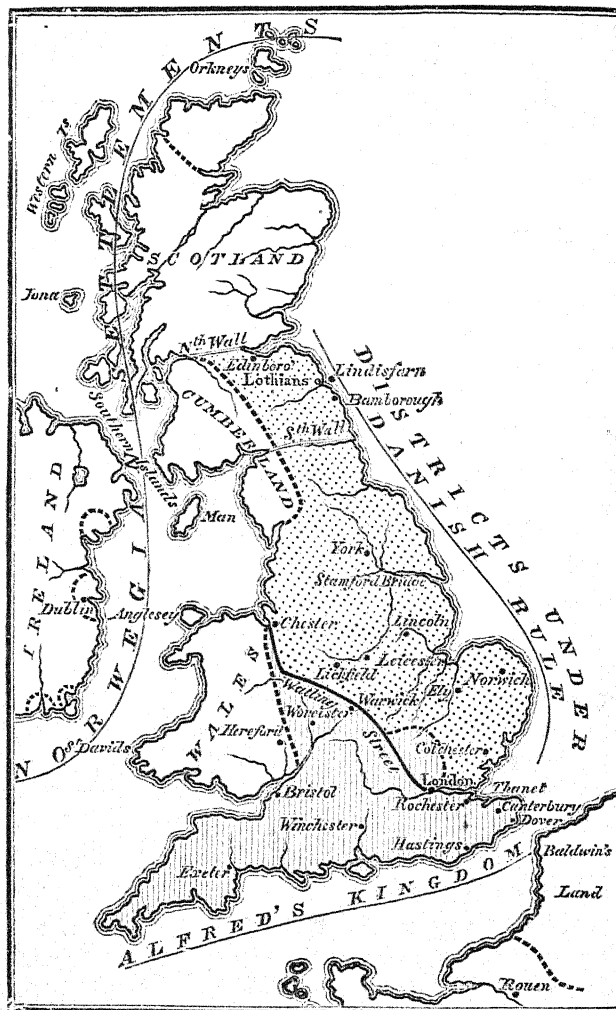 NORWEGIAN SETTLEMENTS
Orkneys
Western Is
SCOTLAND
Iona
Nth Wall
Edinboro'
Lothians
Lindisfarn
Bamborough
DISTRICTS UNDER
DANISH RULE
CUMBERLAND
Sth Wall
Southern Islands
IRELAND
Man
York
Stamford Bridge
Dublin
Anglesey
Chester
Lincoln
Leicester
Lichfield
Ely
Norwich
WALES
Watling Street
Warwick
Worcister
Hereford
St Davids
Colchester
London
Bristol
Rochester
Thanet
Canterbury
Dover
Winchester
Hastings
Baldwin's
Land
Exeter
ALFRED'S KINGDOM
Rouen